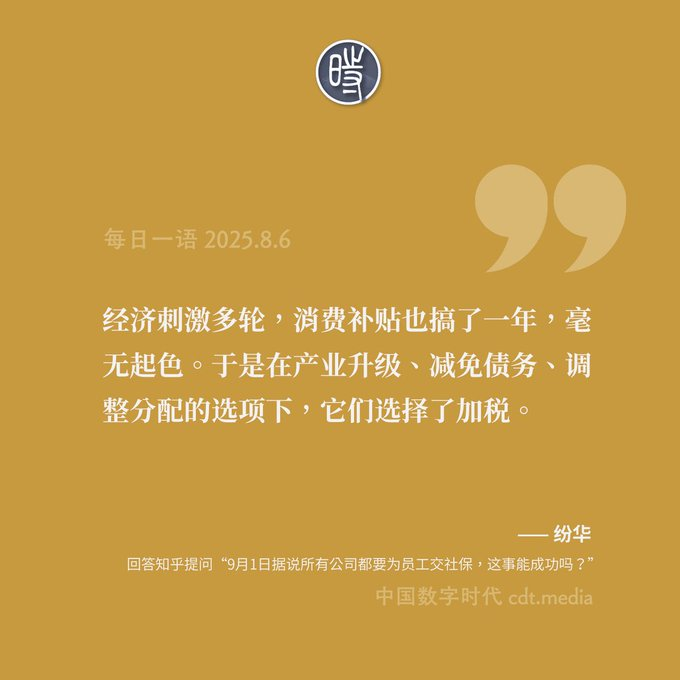 時
每日一语 2025.8.6
经济刺激多轮，消费补贴也搞了一年，毫
无起色。于是在产业升级、减免债务、调
整分配的选项下，它们选择了加税。
—— 纷华
回答知乎提问“9月1日据说所有公司都要为员工交社保，这事能成功吗？”
中国数字时代 cdt.media